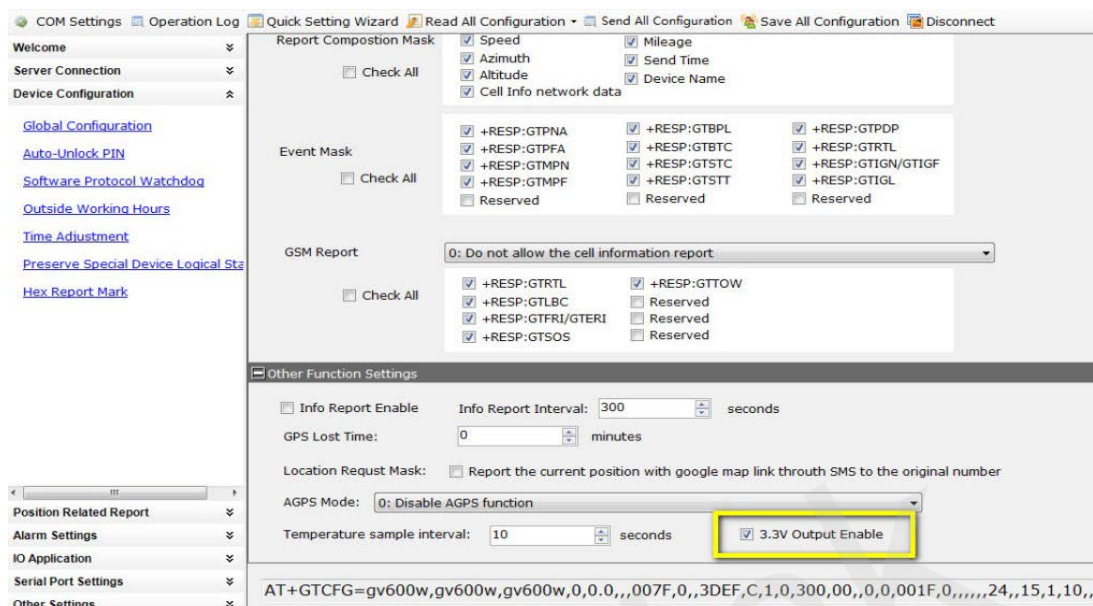 COM Settings Operation Log Quick Setting Wizard Read All Configuration Send All Configuration Save All Configuration Disconnect
Welcome
Server Connection
Device Configuration
Global Configuration
Auto-Unlock PIN
Software Protocol Watchdog
Outside Working Hours
Time Adjustment
Preserve Special Device Logical Sta
Hex Report Mark
Position Related Report
Alarm Settings
IO Application
Serial Port Settings
Other Settings
Report Compostion Mask
Check All
Speed Mileage
Azimuth Send Time
Altitude Device Name
Cell Info network data
Event Mask
Check All
+RESP:GTPNA +RESP:GTBPL +RESP:GTPDP
+RESP:GTPFA +RESP:GTBTC +RESP:GTRTL
+RESP:GTMPN +RESP:GTSTC +RESP:GTIGN/GTIGF
+RESP:GTMPF +RESP:GTSTT +RESP:GTIGL
Reserved Reserved Reserved
GSM Report 0: Do not allow the cell information report
Check All
+RESP:GTRTL +RESP:GTTOW
+RESP:GTLBC Reserved
+RESP:GTFRI/GTERI Reserved
+RESP:GTSOS Reserved
Other Function Settings
Info Report Enable Info Report Interval: 300 seconds
GPS Lost Time: 0 minutes
Location Requst Mask: Report the current position with google map link throuth SMS to the original number
AGPS Mode: 0: Disable AGPS function
Temperature sample interval: 10 seconds 3.3V Output Enable
AT+GTCFG=gv600w,gv600w,gv600w,0,0.0,,,007F,0,,3DEF,C,1,0,300,00,,0,0,001F,0,,,,,,24,,15,1,10,,